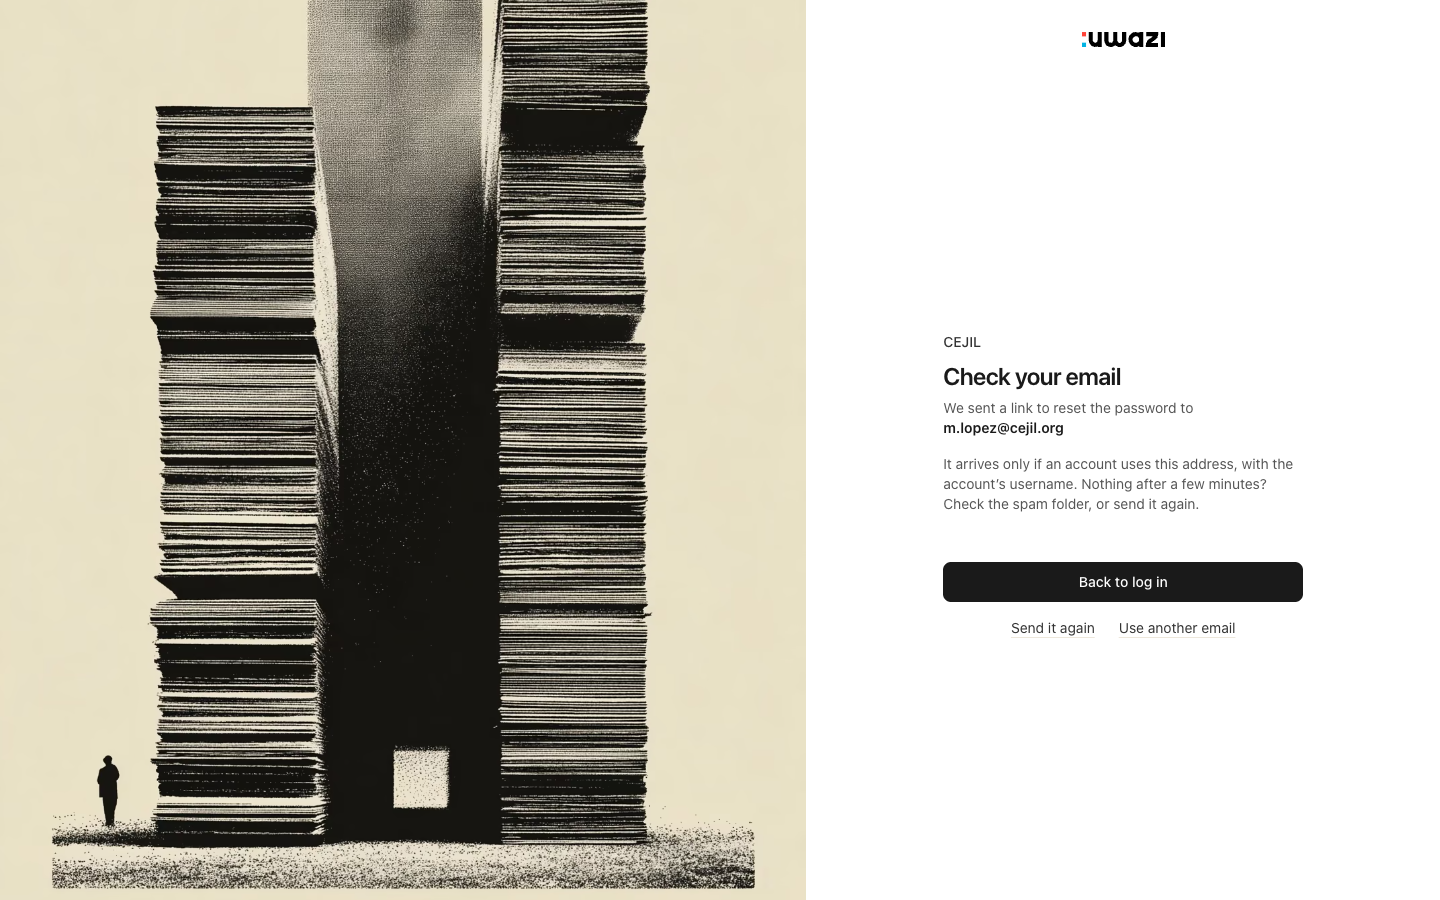 :uwazi
CEJIL
Check your email
We sent a link to reset the password to
m.lopez@cejil.org
It arrives only if an account uses this address, with the
account’s username. Nothing after a few minutes?
Check the spam folder, or send it again.
Back to log in
Send it again
Use another email